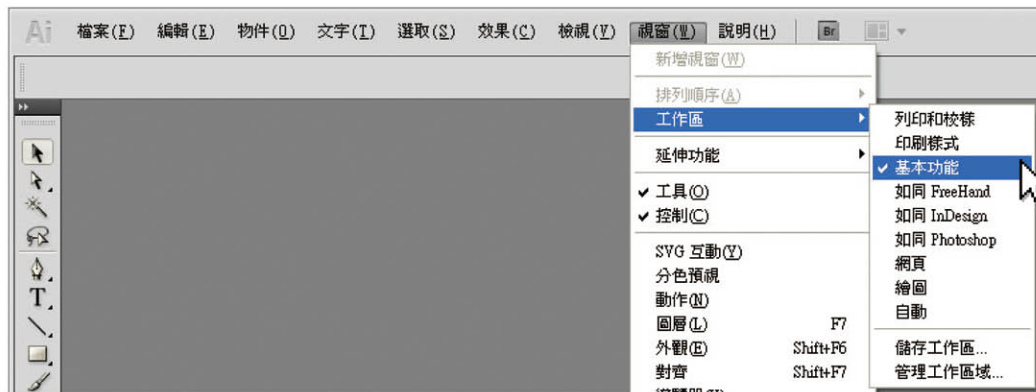 Ai 檔案(F) 編輯(E) 物件(O) 文字(T) 選取(S) 效果(C) 檢視(V) 視窗(W) 說明(H) Br
新增視窗(W)
排列順序(A)
工作區
延伸功能
工具(O)
控制(C)
SVG 互動(Y)
分色預視
動作(N)
圖層(L) F7
外觀(E) Shift+F6
對齊 Shift+F7
列印和校樣
印刷樣式
基本功能
如同 FreeHand
如同 InDesign
如同 Photoshop
網頁
繪圖
自動
儲存工作區...
管理工作區域...